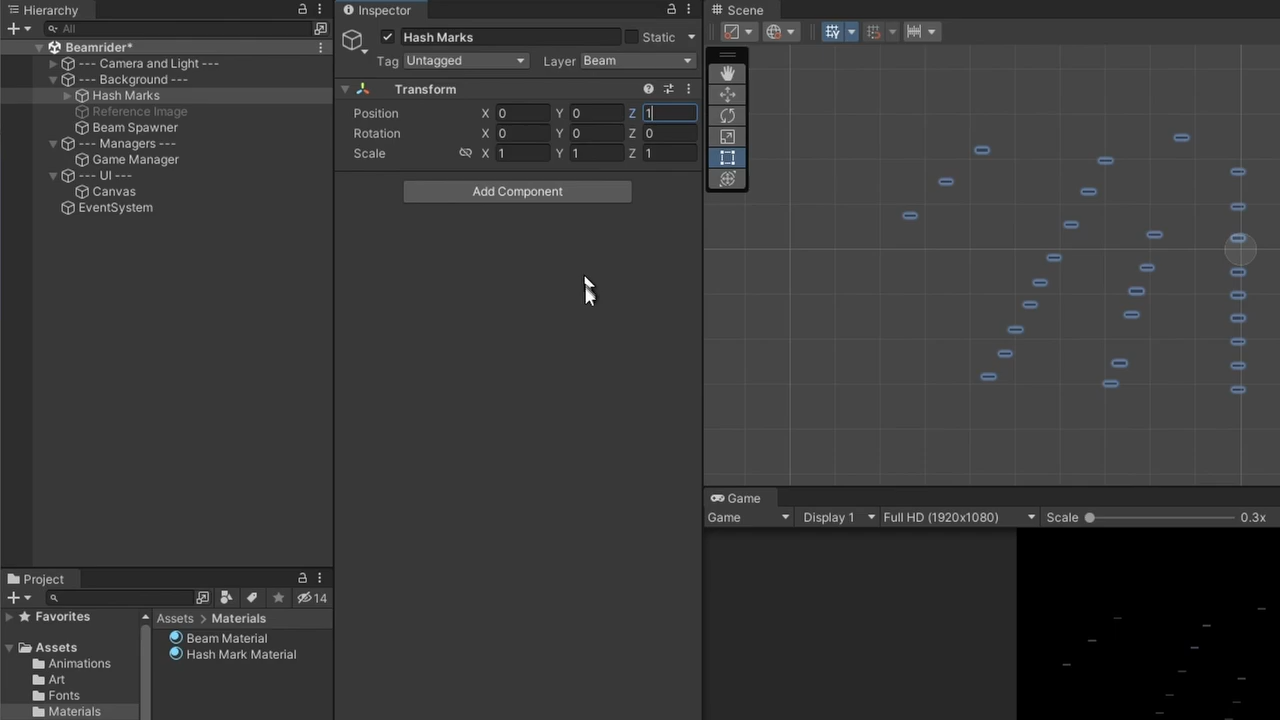 Hierarchy
All
Beamrider*
--- Camera and Light ---
--- Background ---
Hash Marks
Reference Image
Beam Spawner
--- Managers ---
Game Manager
--- UI ---
Canvas
EventSystem
Inspector
Hash Marks
Static
Tag Untagged
Layer Beam
Transform
Position X 0 Y 0 Z 1
Rotation X 0 Y 0 Z 0
Scale X 1 Y 1 Z 1
Add Component
Scene
Game
Game
Display 1
Full HD (1920x1080)
Scale
0.3x
Project
14
Favorites
Assets
Animations
Art
Fonts
Materials
Assets > Materials
Beam Material
Hash Mark Material